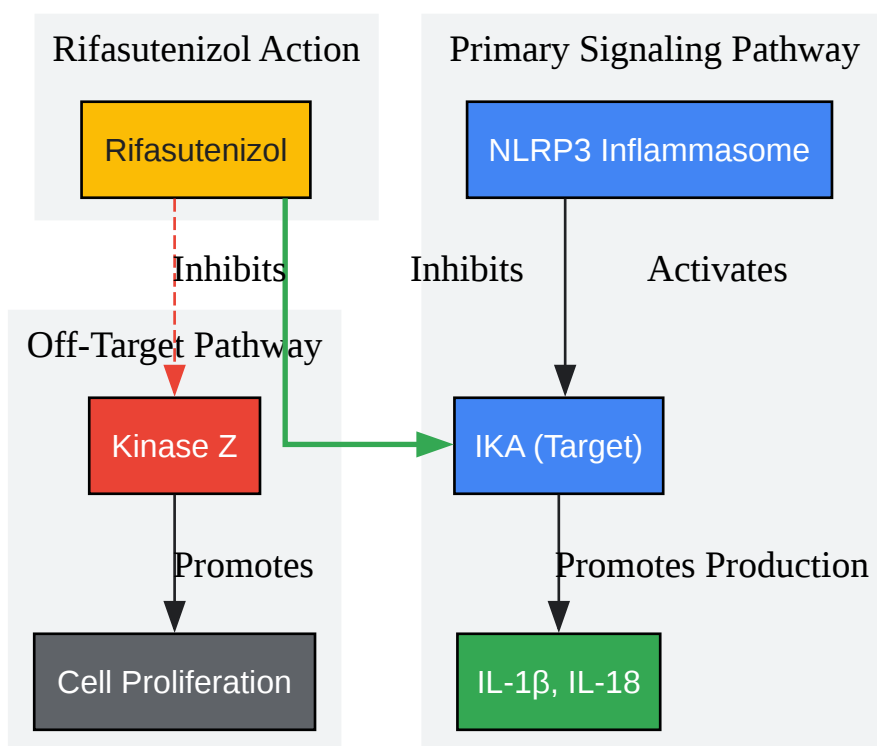 Rifasutenizol Action
Primary Signaling Pathway
Rifasutenizol
NLRP3 Inflammasome
Inhibits
Inhibits
Activates
Off-Target Pathway
Kinase Z
IKA (Target)
Promotes
Promotes Production
Cell Proliferation
IL-1β, IL-18